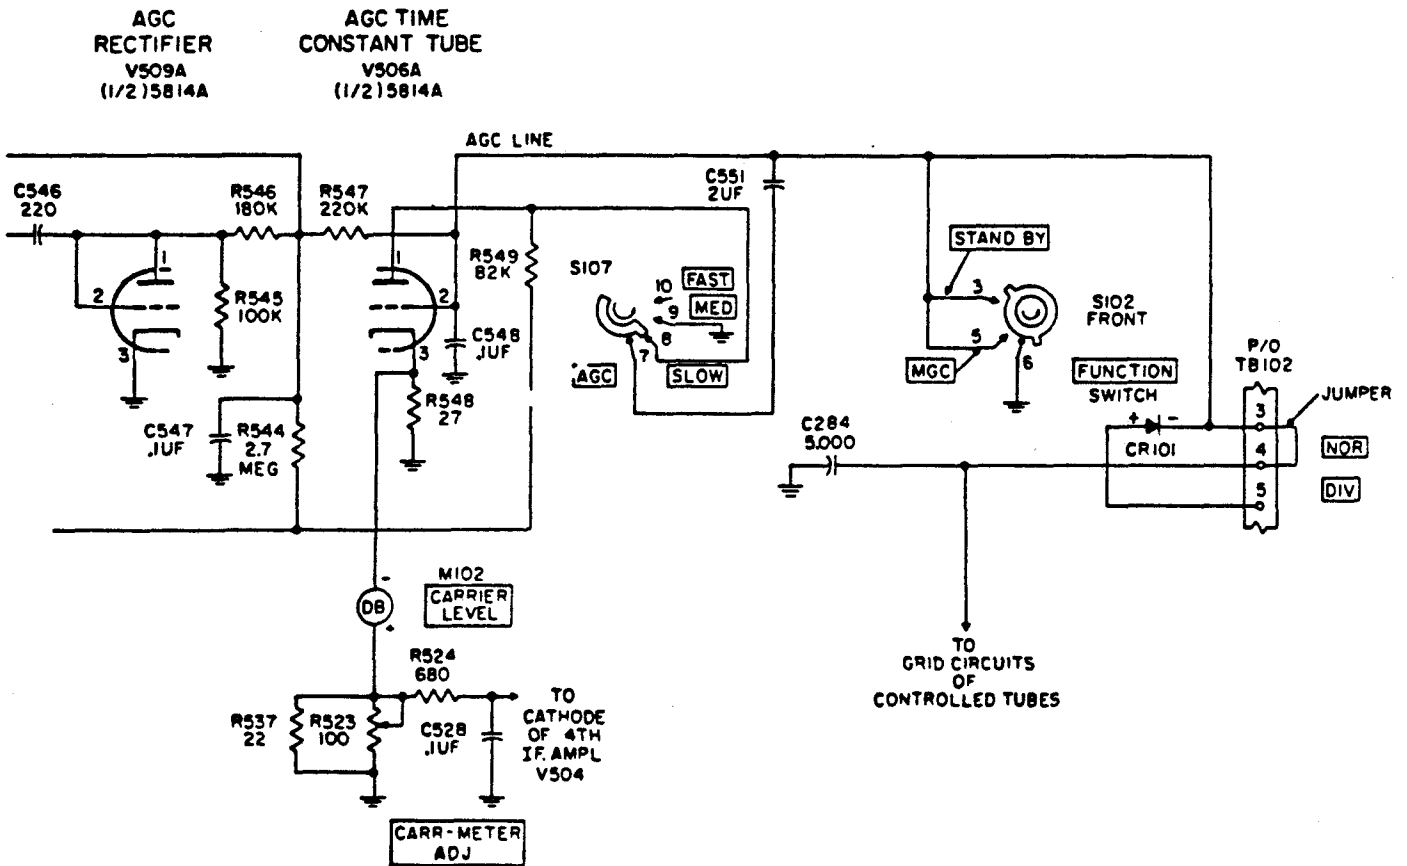 AGC
RECTIFIER
V509A
(1/2)5814A
AGC TIME
CONSTANT TUBE
V506A
(1/2)5814A
AGC LINE
C546
220
R546
180K
R547
220K
C551
2UF
1
2
3
R545
100K
1
2
3
R549
82K
C548
.1UF
R548
27
S107
10
FAST
9
MED
8
7
AGC
SLOW
STAND BY
3
5
6
MGC
S102
FRONT
FUNCTION
SWITCH
P/O
TB102
JUMPER
C547
.1UF
R544
2.7
MEG
C284
5,000
+
-
CR101
3
4
5
NOR
DIV
M102
CARRIER
LEVEL
-
DB
+
R524
680
R537
22
R523
100
C528
.1UF
TO
CATHODE
OF 4TH
I.F. AMPL
V504
CARR-METER
ADJ
TO
GRID CIRCUITS
OF
CONTROLLED TUBES